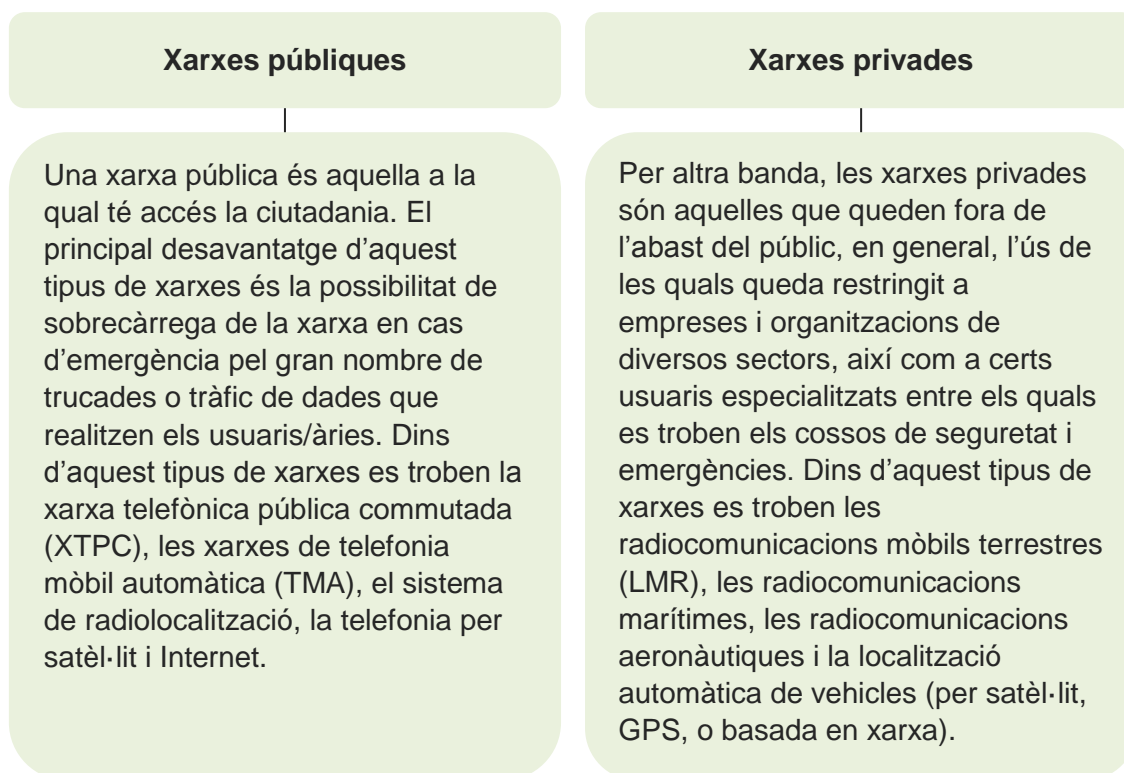 Xarxes públiques
Una xarxa pública és aquella a la
qual té accés la ciutadania. El
principal desavantatge d’aquest
tipus de xarxes és la possibilitat de
sobrecàrrega de la xarxa en cas
d’emergència pel gran nombre de
trucades o tràfic de dades que
realitzen els usuaris/àries. Dins
d’aquest tipus de xarxes es troben la
xarxa telefònica pública commutada
(XTPC), les xarxes de telefonia
mòbil automàtica (TMA), el sistema
de radiolocalització, la telefonia per
satèl·lit i Internet.
Xarxes privades
Per altra banda, les xarxes privades
són aquelles que queden fora de
l’abast del públic, en general, l’ús de
les quals queda restringit a
empreses i organitzacions de
diversos sectors, així com a certs
usuaris especialitzats entre els quals
es troben els cossos de seguretat i
emergències. Dins d’aquest tipus de
xarxes es troben les
radiocomunicacions mòbils terrestres
(LMR), les radiocomunicacions
marítimes, les radiocomunicacions
aeronàutiques i la localització
automàtica de vehicles (per satèl·lit,
GPS, o basada en xarxa).